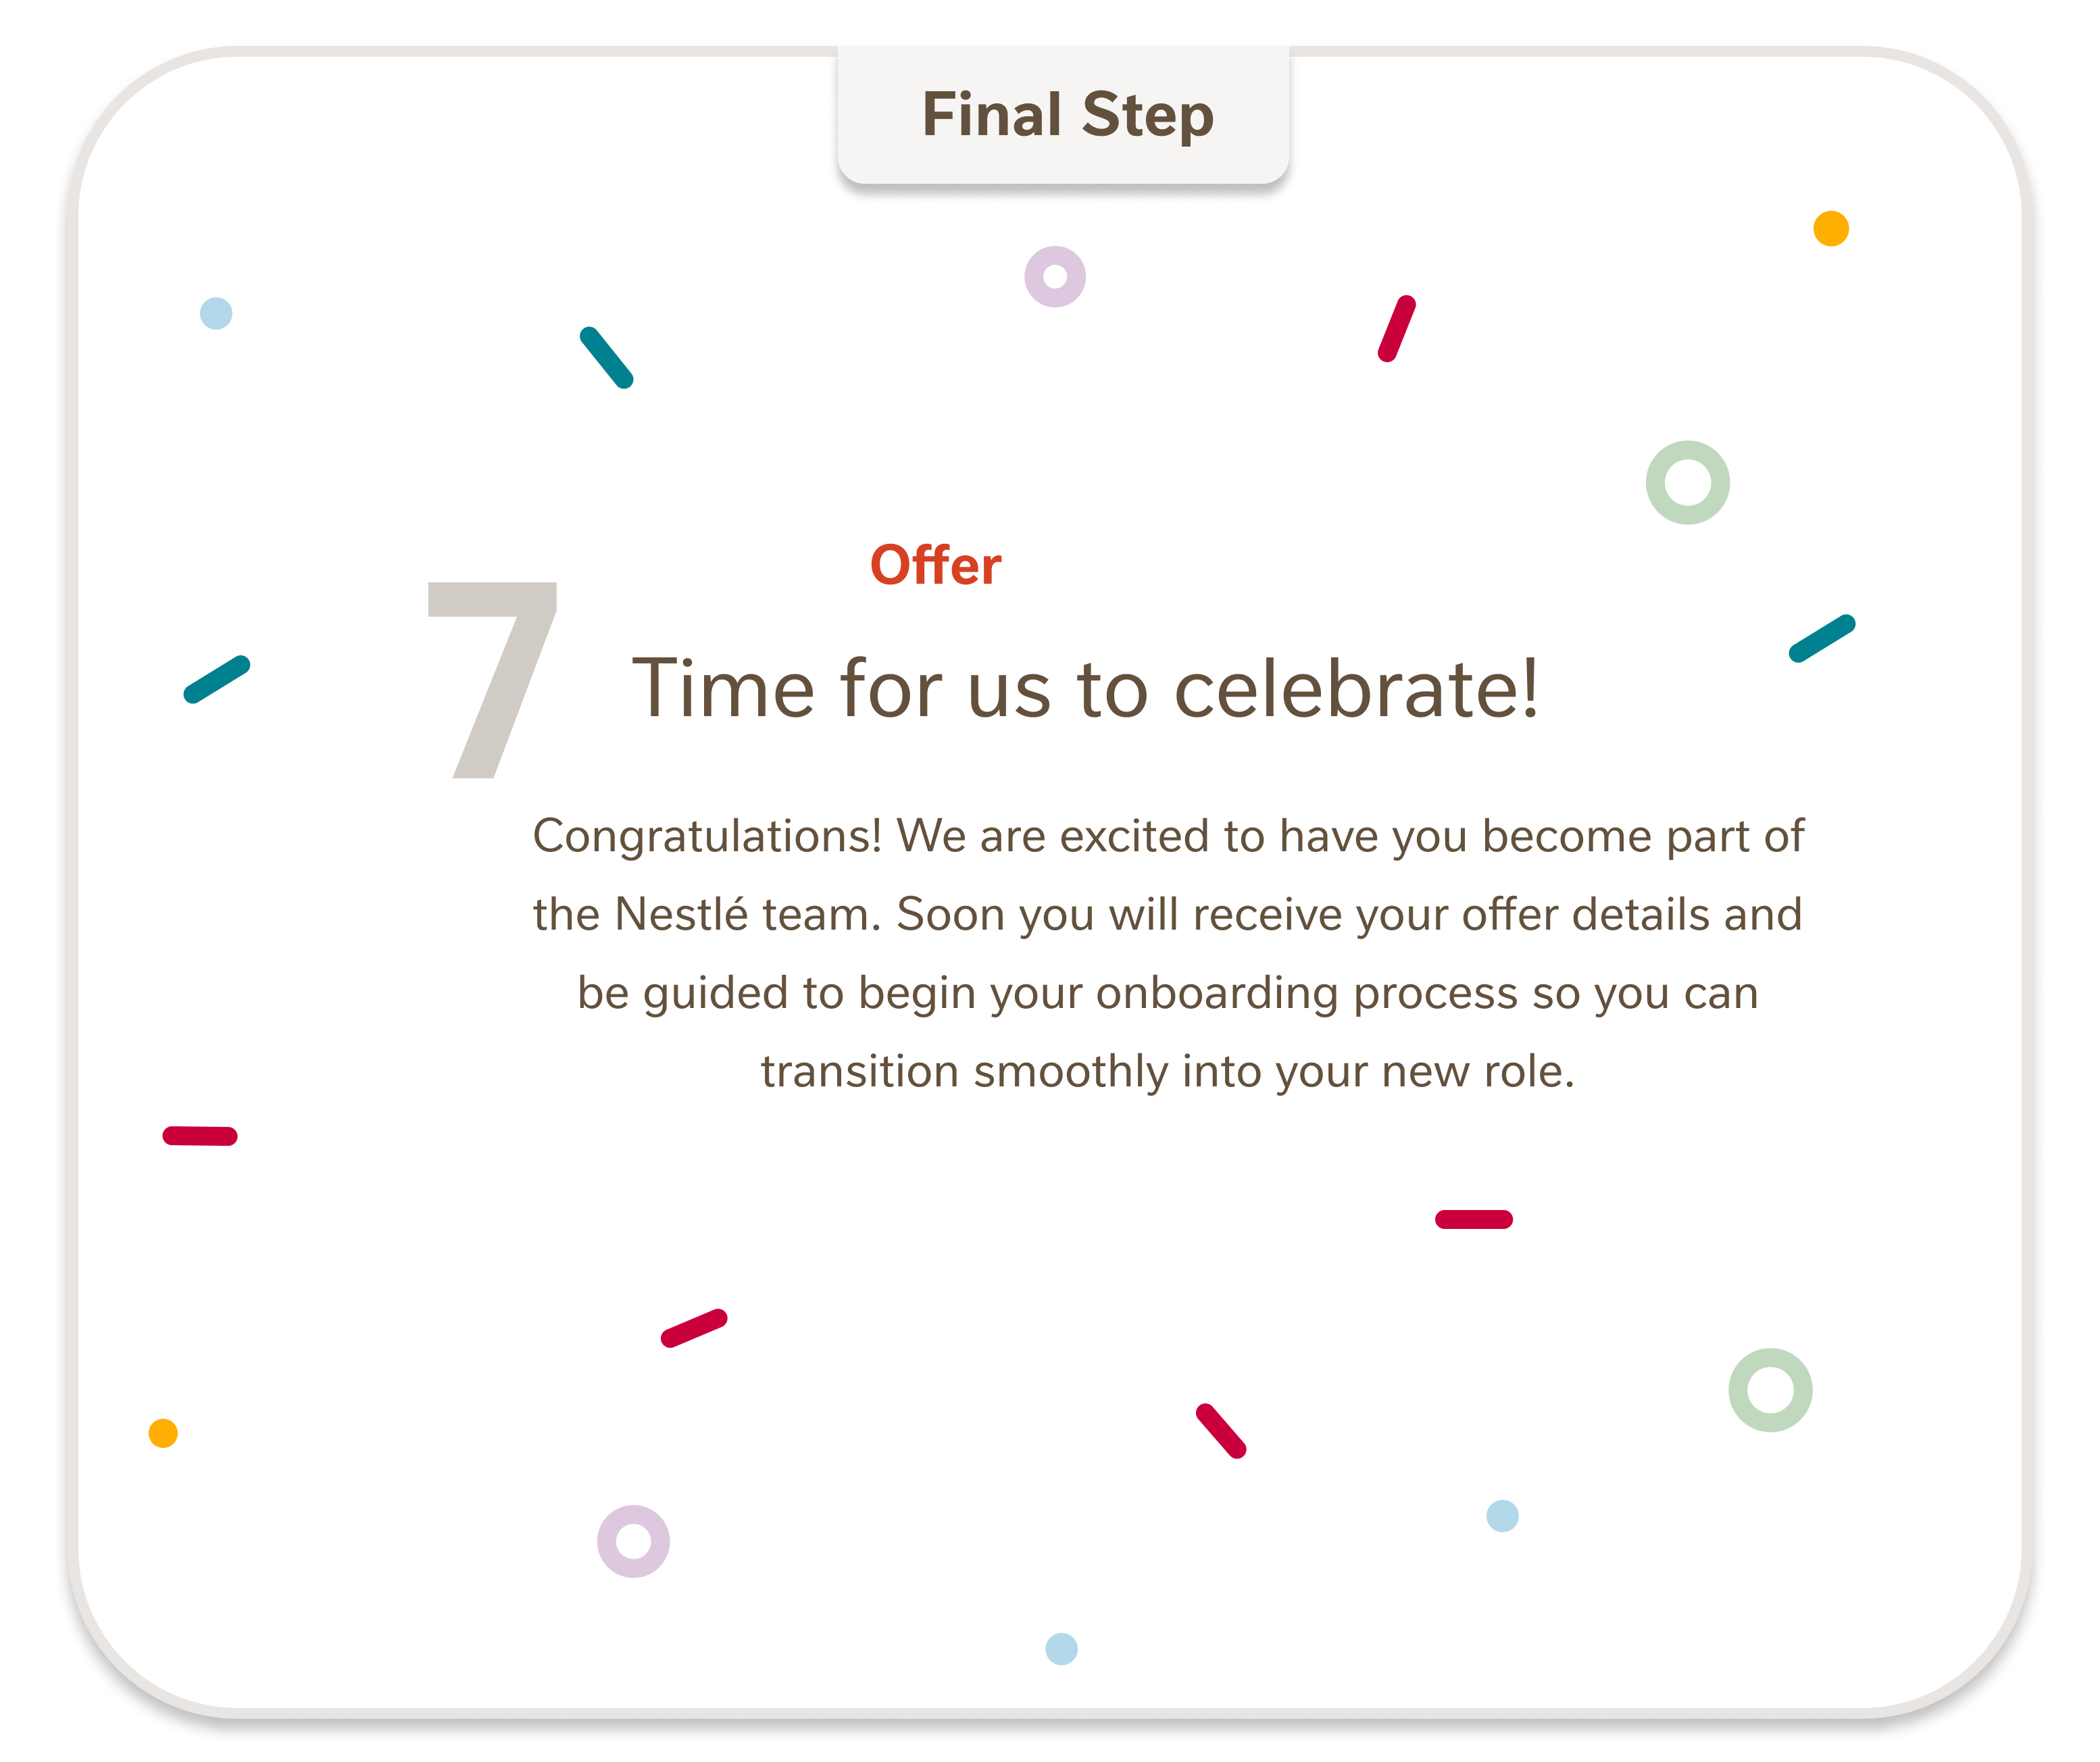 Final Step
Offer
7
Time for us to celebrate!
Congratulations! We are excited to have you become part of
the Nestlé team. Soon you will receive your offer details and
be guided to begin your onboarding process so you can
transition smoothly into your new role.